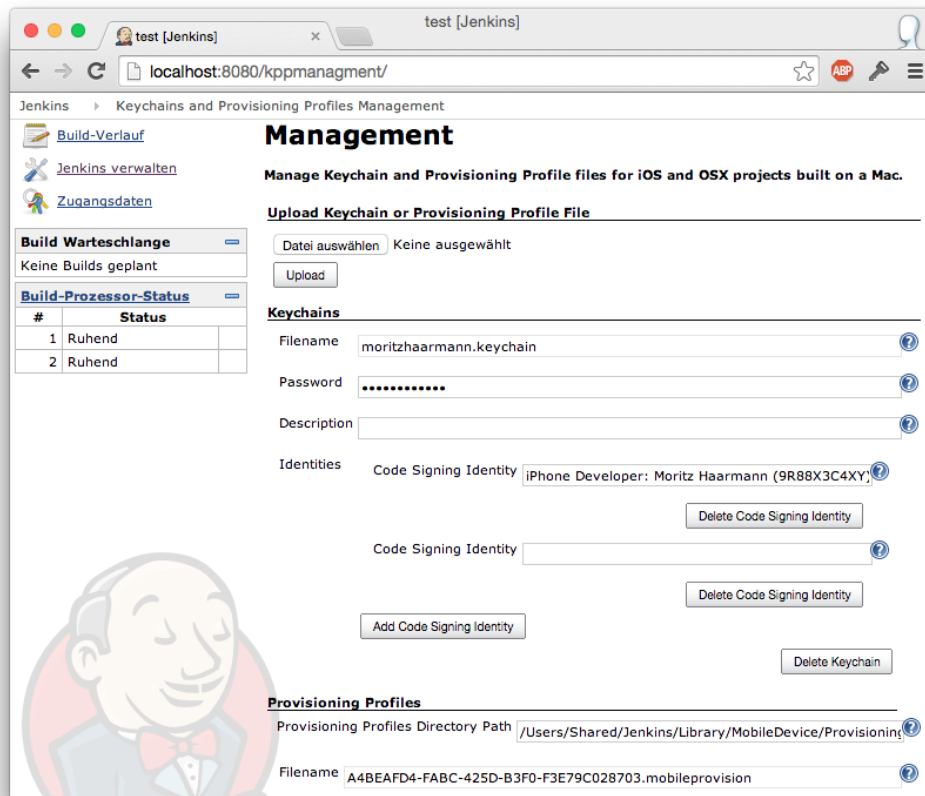 test [Jenkins]
test [Jenkins]
localhost:8080/kppmanagment/
ABP
Jenkins Keychains and Provisioning Profiles Management
Build-Verlauf
Jenkins verwalten
Zugangsdaten
Build Warteschlange
Keine Builds geplant
Build-Prozessor-Status
# Status
1 Ruhend
2 Ruhend
Management
Manage Keychain and Provisioning Profile files for iOS and OSX projects built on a Mac.
Upload Keychain or Provisioning Profile File
Datei auswählen Keine ausgewählt
Upload
Keychains
Filename moritzhaarmann.keychain
Password ••••••••••••
Description
Identities Code Signing Identity iPhone Developer: Moritz Haarmann (9R88X3C4XY)
Delete Code Signing Identity
Code Signing Identity
Delete Code Signing Identity
Add Code Signing Identity
Delete Keychain
Provisioning Profiles
Provisioning Profiles Directory Path /Users/Shared/Jenkins/Library/MobileDevice/Provisioning
Filename A4BEAFD4-FABC-425D-B3F0-F3E79C028703.mobileprovision